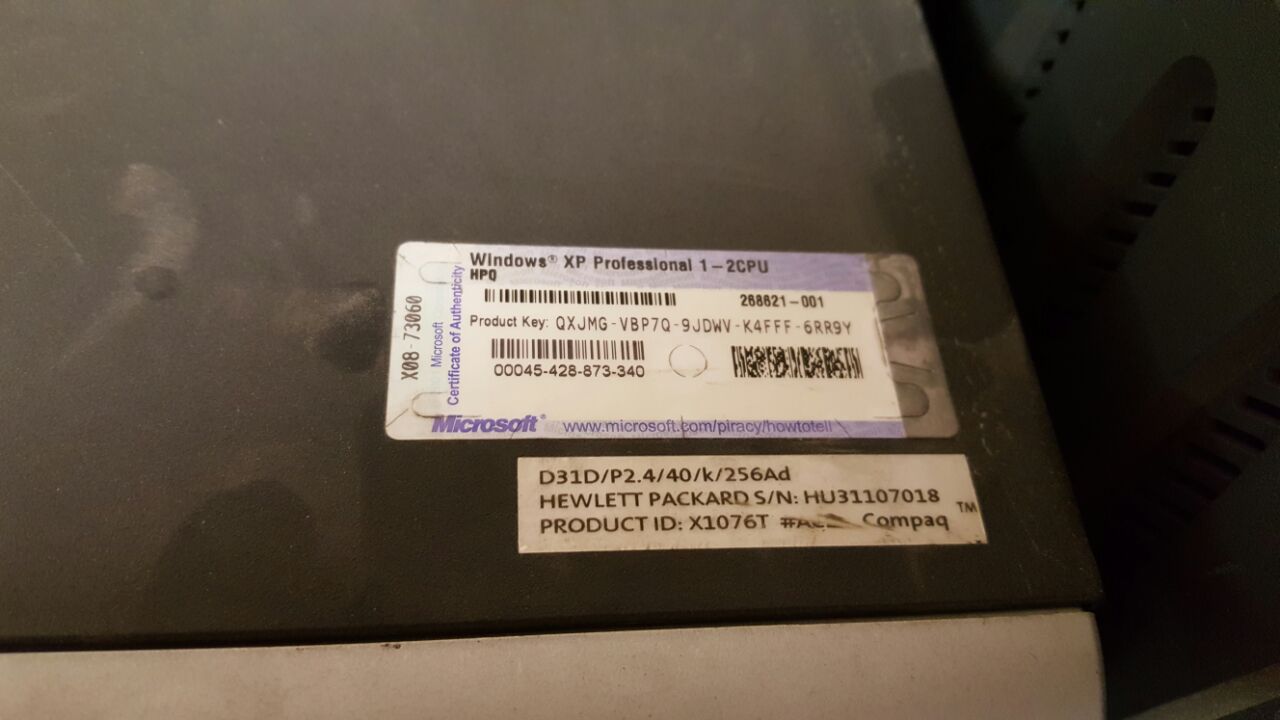 Windows® XP Professional 1-2CPU
HPQ
268621-001
Product Key: QXJMG-VBP7Q-9JDWV-K4FFF-6RR9Y
00045-428-873-340
X08-73060
Microsoft
Certificate of Authenticity
Microsoft® www.microsoft.com/piracy/howtotell
D31D/P2.4/40/k/256Ad
HEWLETT PACKARD S/N: HU31107018
PRODUCT ID: X1076T Compaq ™